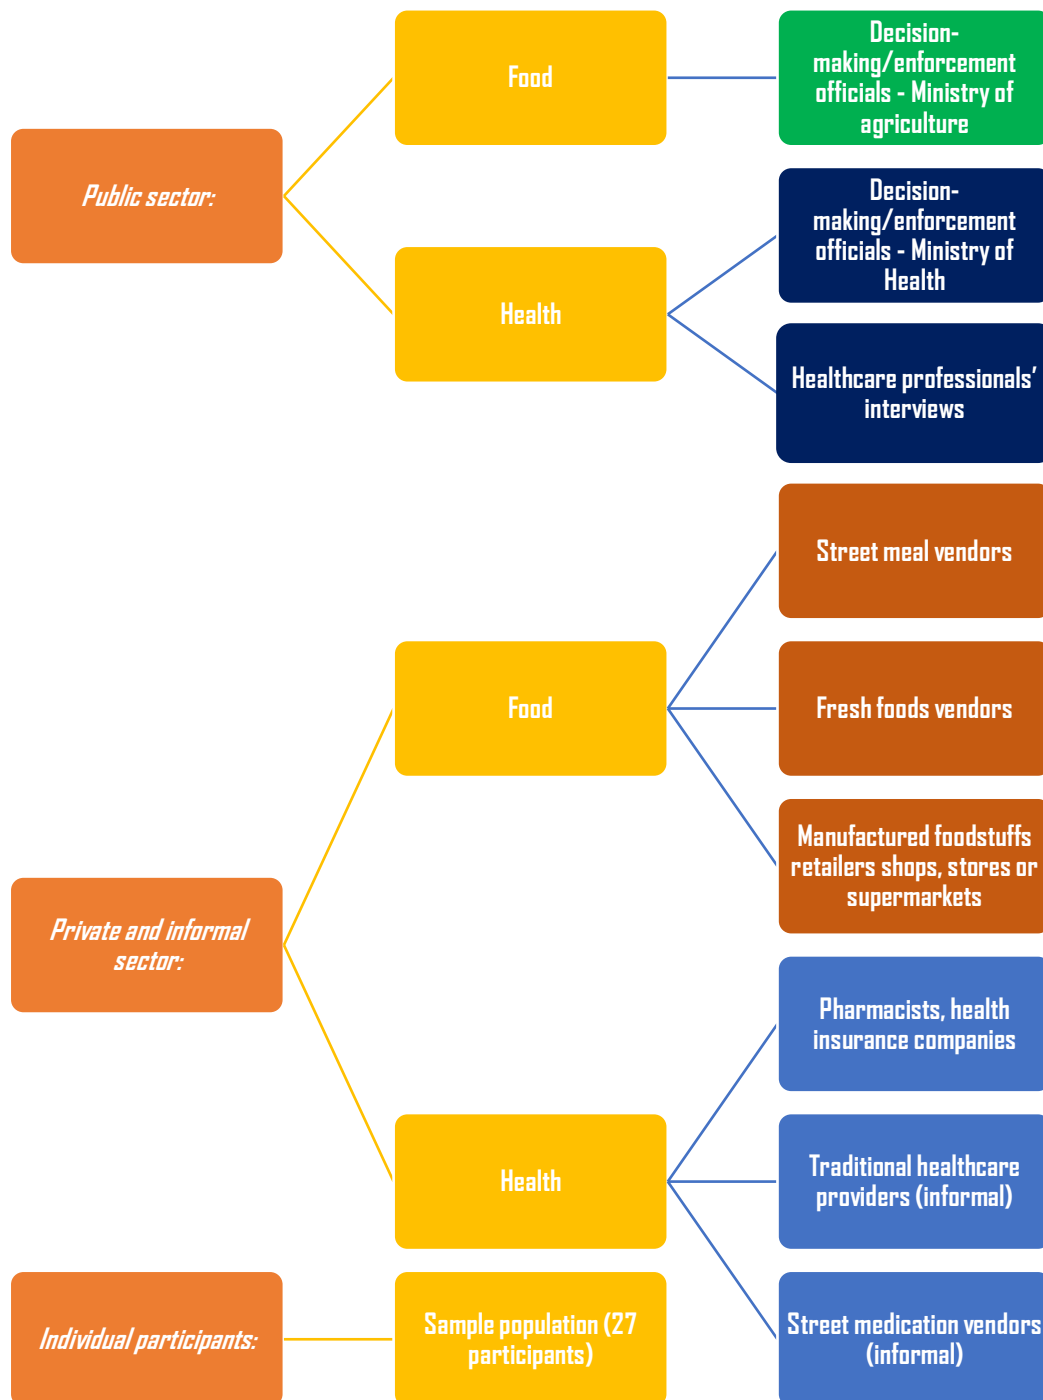 Public sector:
Food
Decision-
making/enforcement
officials - Ministry of
agriculture
Health
Decision-
making/enforcement
officials - Ministry of
Health
Healthcare professionals’
interviews
Private and informal
sector:
Food
Street meal vendors
Fresh foods vendors
Manufactured foodstuffs
retailers shops, stores or
supermarkets
Health
Pharmacists, health
insurance companies
Traditional healthcare
providers (informal)
Street medication vendors
(informal)
Individual participants:
Sample population (27
participants)